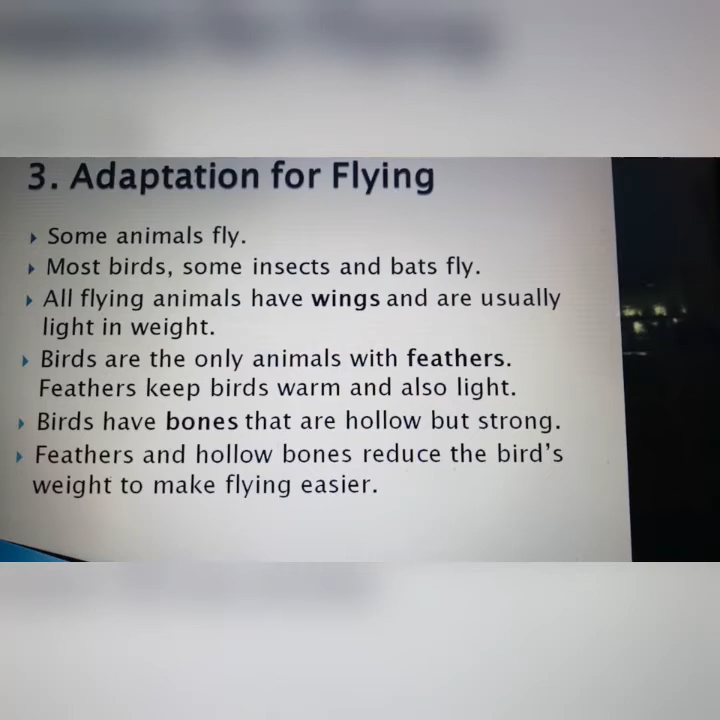 3. Adaptation for Flying
Some animals fly.
Most birds, some insects and bats fly.
All flying animals have wings and are usually
light in weight.
Birds are the only animals with feathers.
Feathers keep birds warm and also light.
Birds have bones that are hollow but strong.
Feathers and hollow bones reduce the bird's
weight to make flying easier.